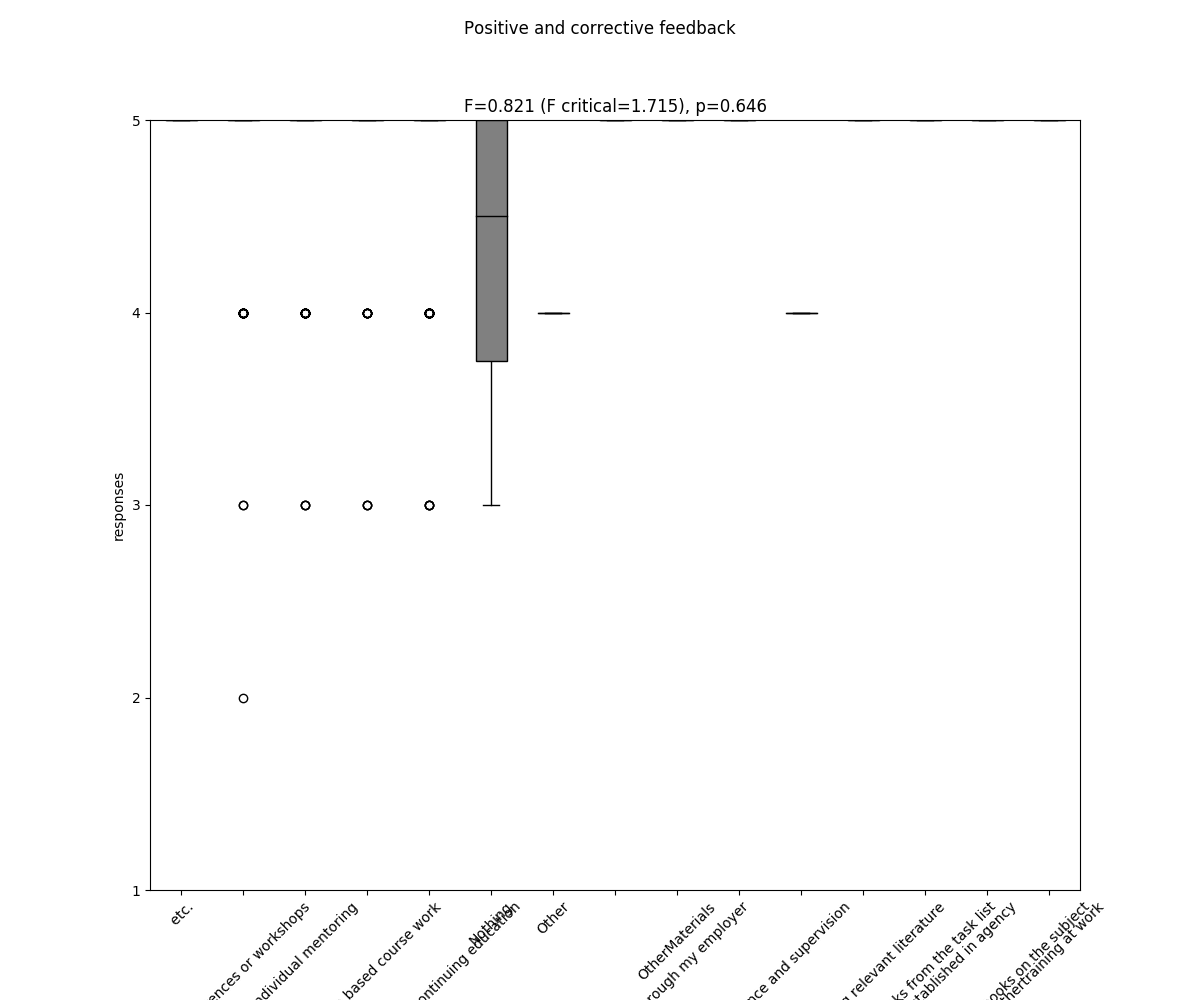 Positive and corrective feedback
F=0.821 (F critical=1.715), p=0.646
5
4
3
2
1
responses
etc.
ences or workshops
dividual mentoring
based course work
ontinuing education
Nothing
Other
OtherMaterials
rough my employer
nce and supervision
g relevant literature
ks from the task list
tablished in agency
ooks on the subject
hertraining at work